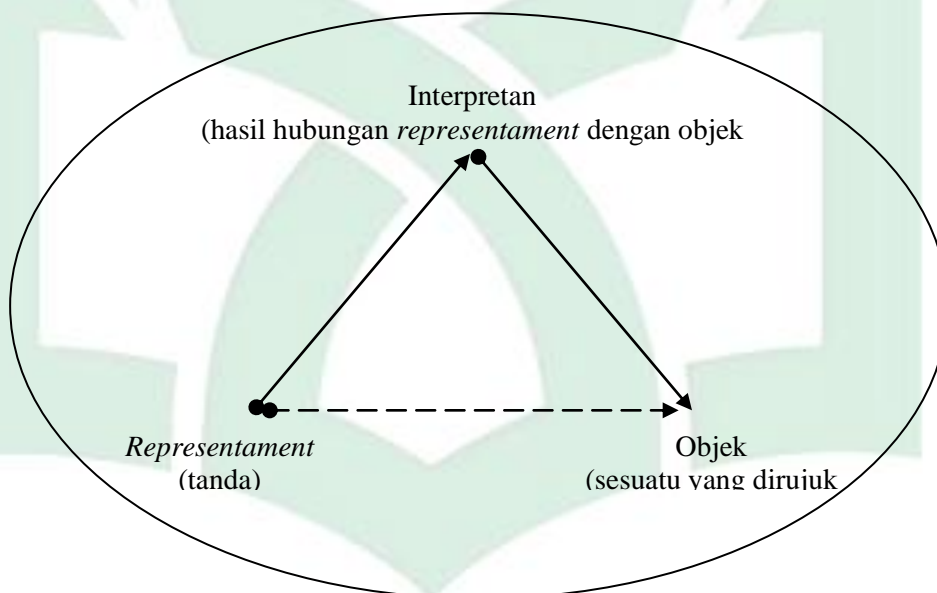 Interpretan
(hasil hubungan representament dengan objek
Representament
(tanda)
Objek
(sesuatu yang dirujuk